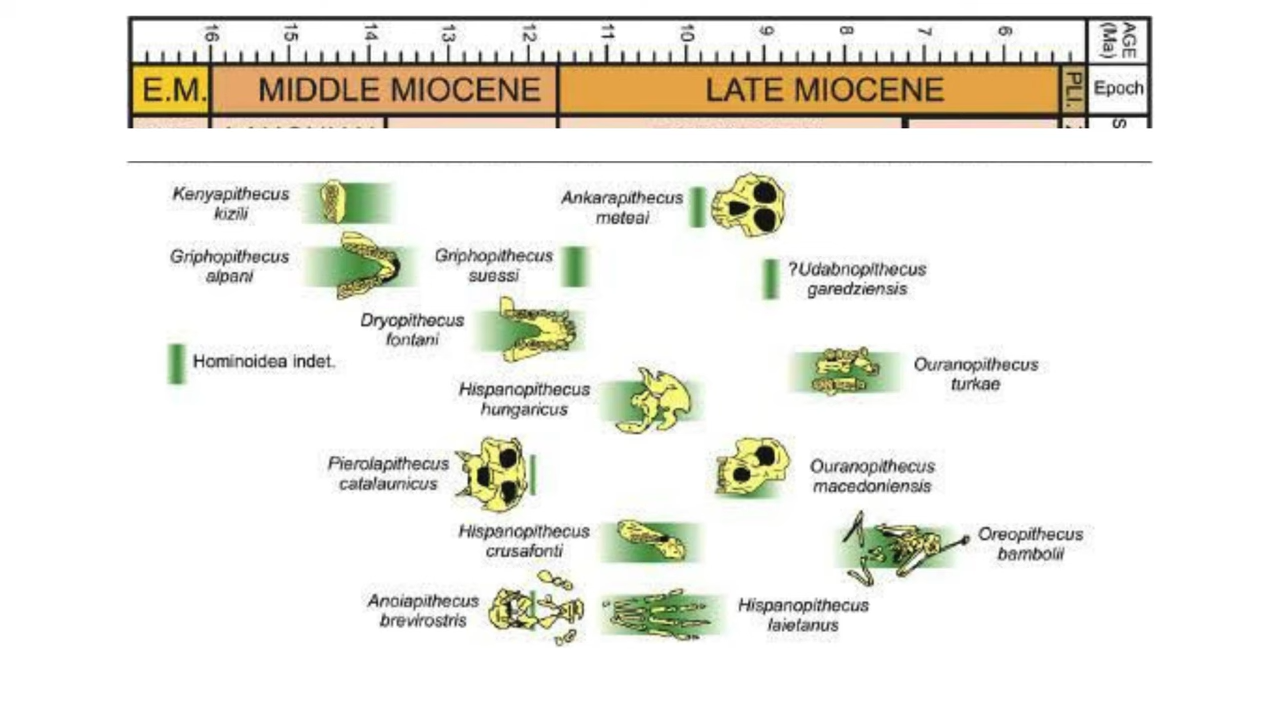 16 15 14 13 12 11 10 9 8 7 6 AGE (Ma)
E.M. MIDDLE MIOCENE LATE MIOCENE PLI. Epoch
Kenyapithecus
kizili
Ankarapithecus
meteai
Griphopithecus
alpani
Griphopithecus
suessi
?Udabnopithecus
garedziensis
Dryopithecus
fontani
Hominoidea indet.
Ouranopithecus
turkae
Hispanopithecus
hungaricus
Pierolapithecus
catalaunicus
Ouranopithecus
macedoniensis
Hispanopithecus
crusafonti
Oreopithecus
bambolii
Anoiapithecus
brevirostris
Hispanopithecus
laietanus